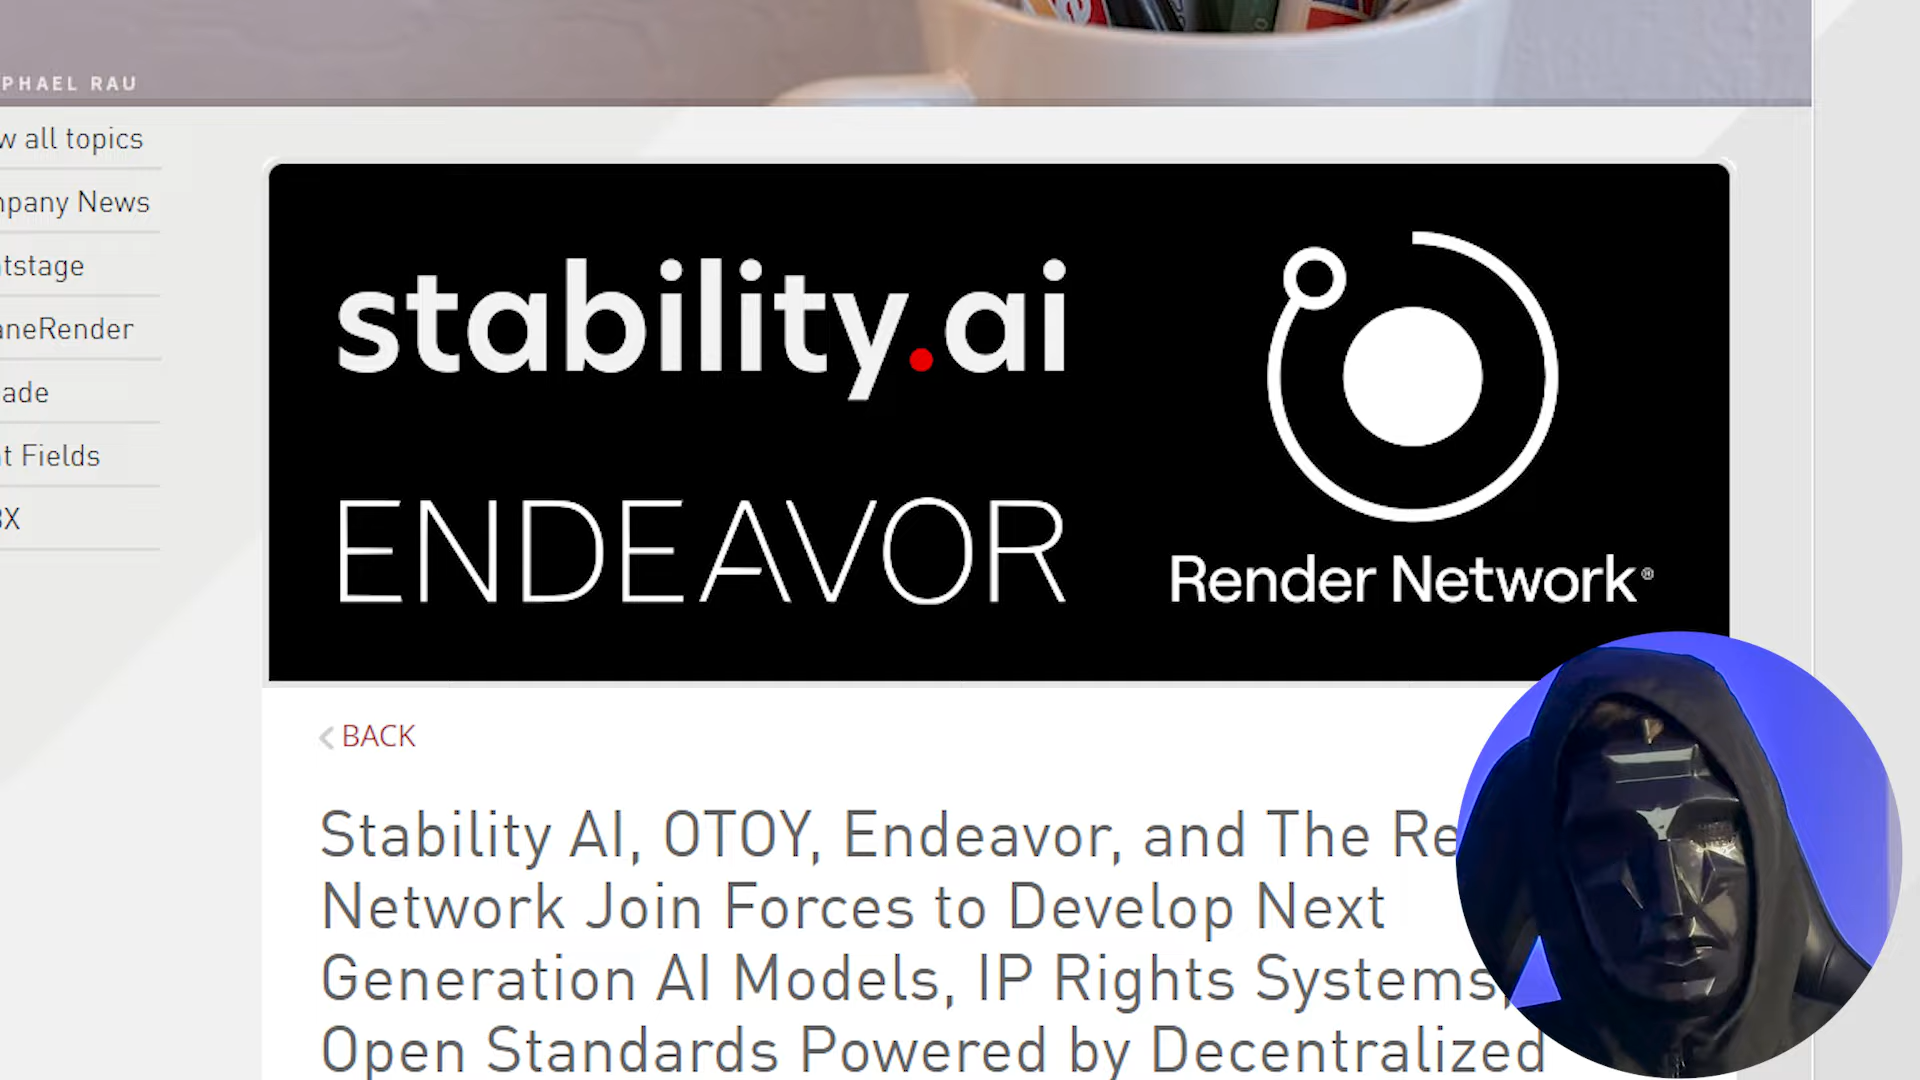 PHAEL RAU
w all topics
mpany News
tstage
aneRender
ade
t Fields
X
stability.ai
ENDEAVOR
Render Network®
BACK
Stability AI, OTOY, Endeavor, and The Re
Network Join Forces to Develop Next
Generation AI Models, IP Rights Systems,
Open Standards Powered by Decentralized